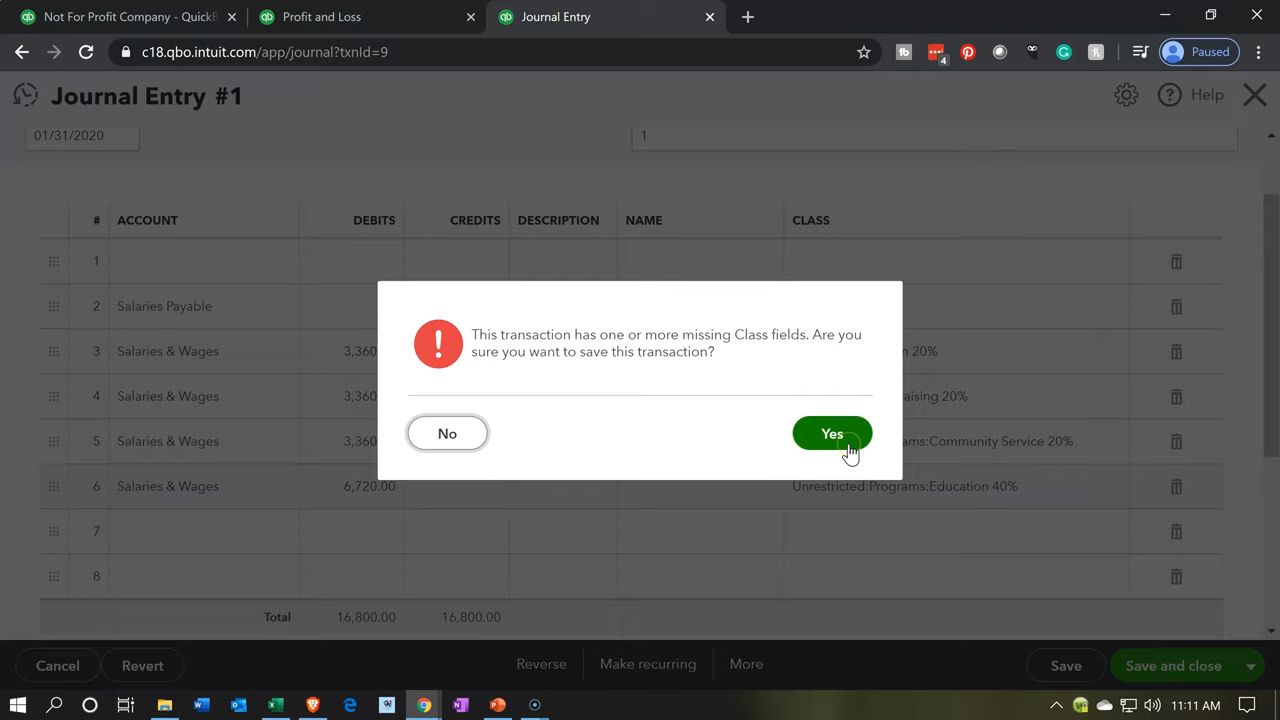 Not For Profit Company - QuickB
Profit and Loss
Journal Entry
c18.qbo.intuit.com/app/journal?txnId=9
4
Paused
Journal Entry #1
Help
01/31/2020
1
# ACCOUNT DEBITS CREDITS DESCRIPTION NAME CLASS
1
2 Salaries Payable
3 Salaries & Wages 3,360 20%
4 Salaries & Wages 3,360 aising 20%
5 Salaries & Wages 3,360 ams:Community Service 20%
6 Salaries & Wages 6,720.00 Unrestricted:Programs:Education 40%
7
8
Total 16,800.00 16,800.00
This transaction has one or more missing Class fields. Are you
sure you want to save this transaction?
No
Yes
Cancel
Revert
Reverse
Make recurring
More
Save
Save and close
11:11 AM